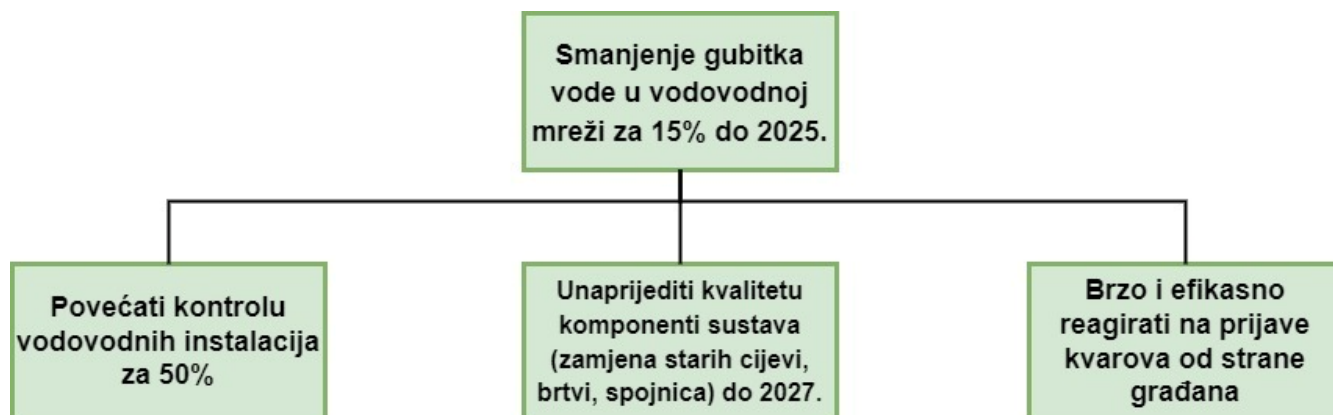 Smanjenje gubitka
vode u vodovodnoj
mreži za 15% do 2025.
Povećati kontrolu
vodovodnih instalacija
za 50%
Unaprijediti kvalitetu
komponenti sustava
(zamjena starih cijevi,
brtvi, spojnica) do 2027.
Brzo i efikasno
reagirati na prijave
kvarova od strane
građana